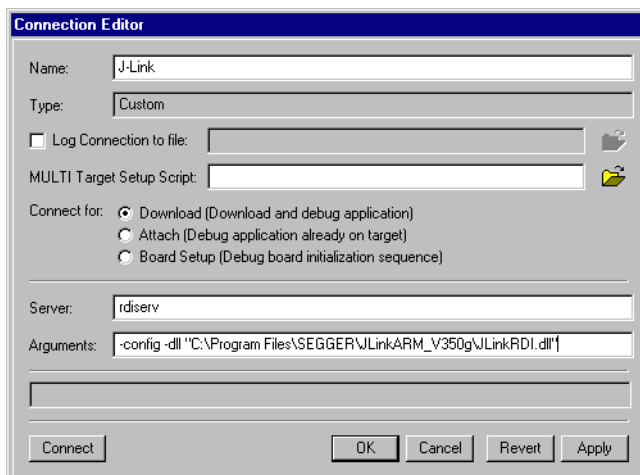 Connection Editor
Name: J-Link
Type: Custom
Log Connection to file:
MULTI Target Setup Script:
Connect for: Download (Download and debug application)
Attach (Debug application already on target)
Board Setup (Debug board initialization sequence)
Server: rdiserv
Arguments: -config -dll "C:\Program Files\SEGGER\JLinkARM_V350g\JLinkRDI.dll"
Connect OK Cancel Revert Apply